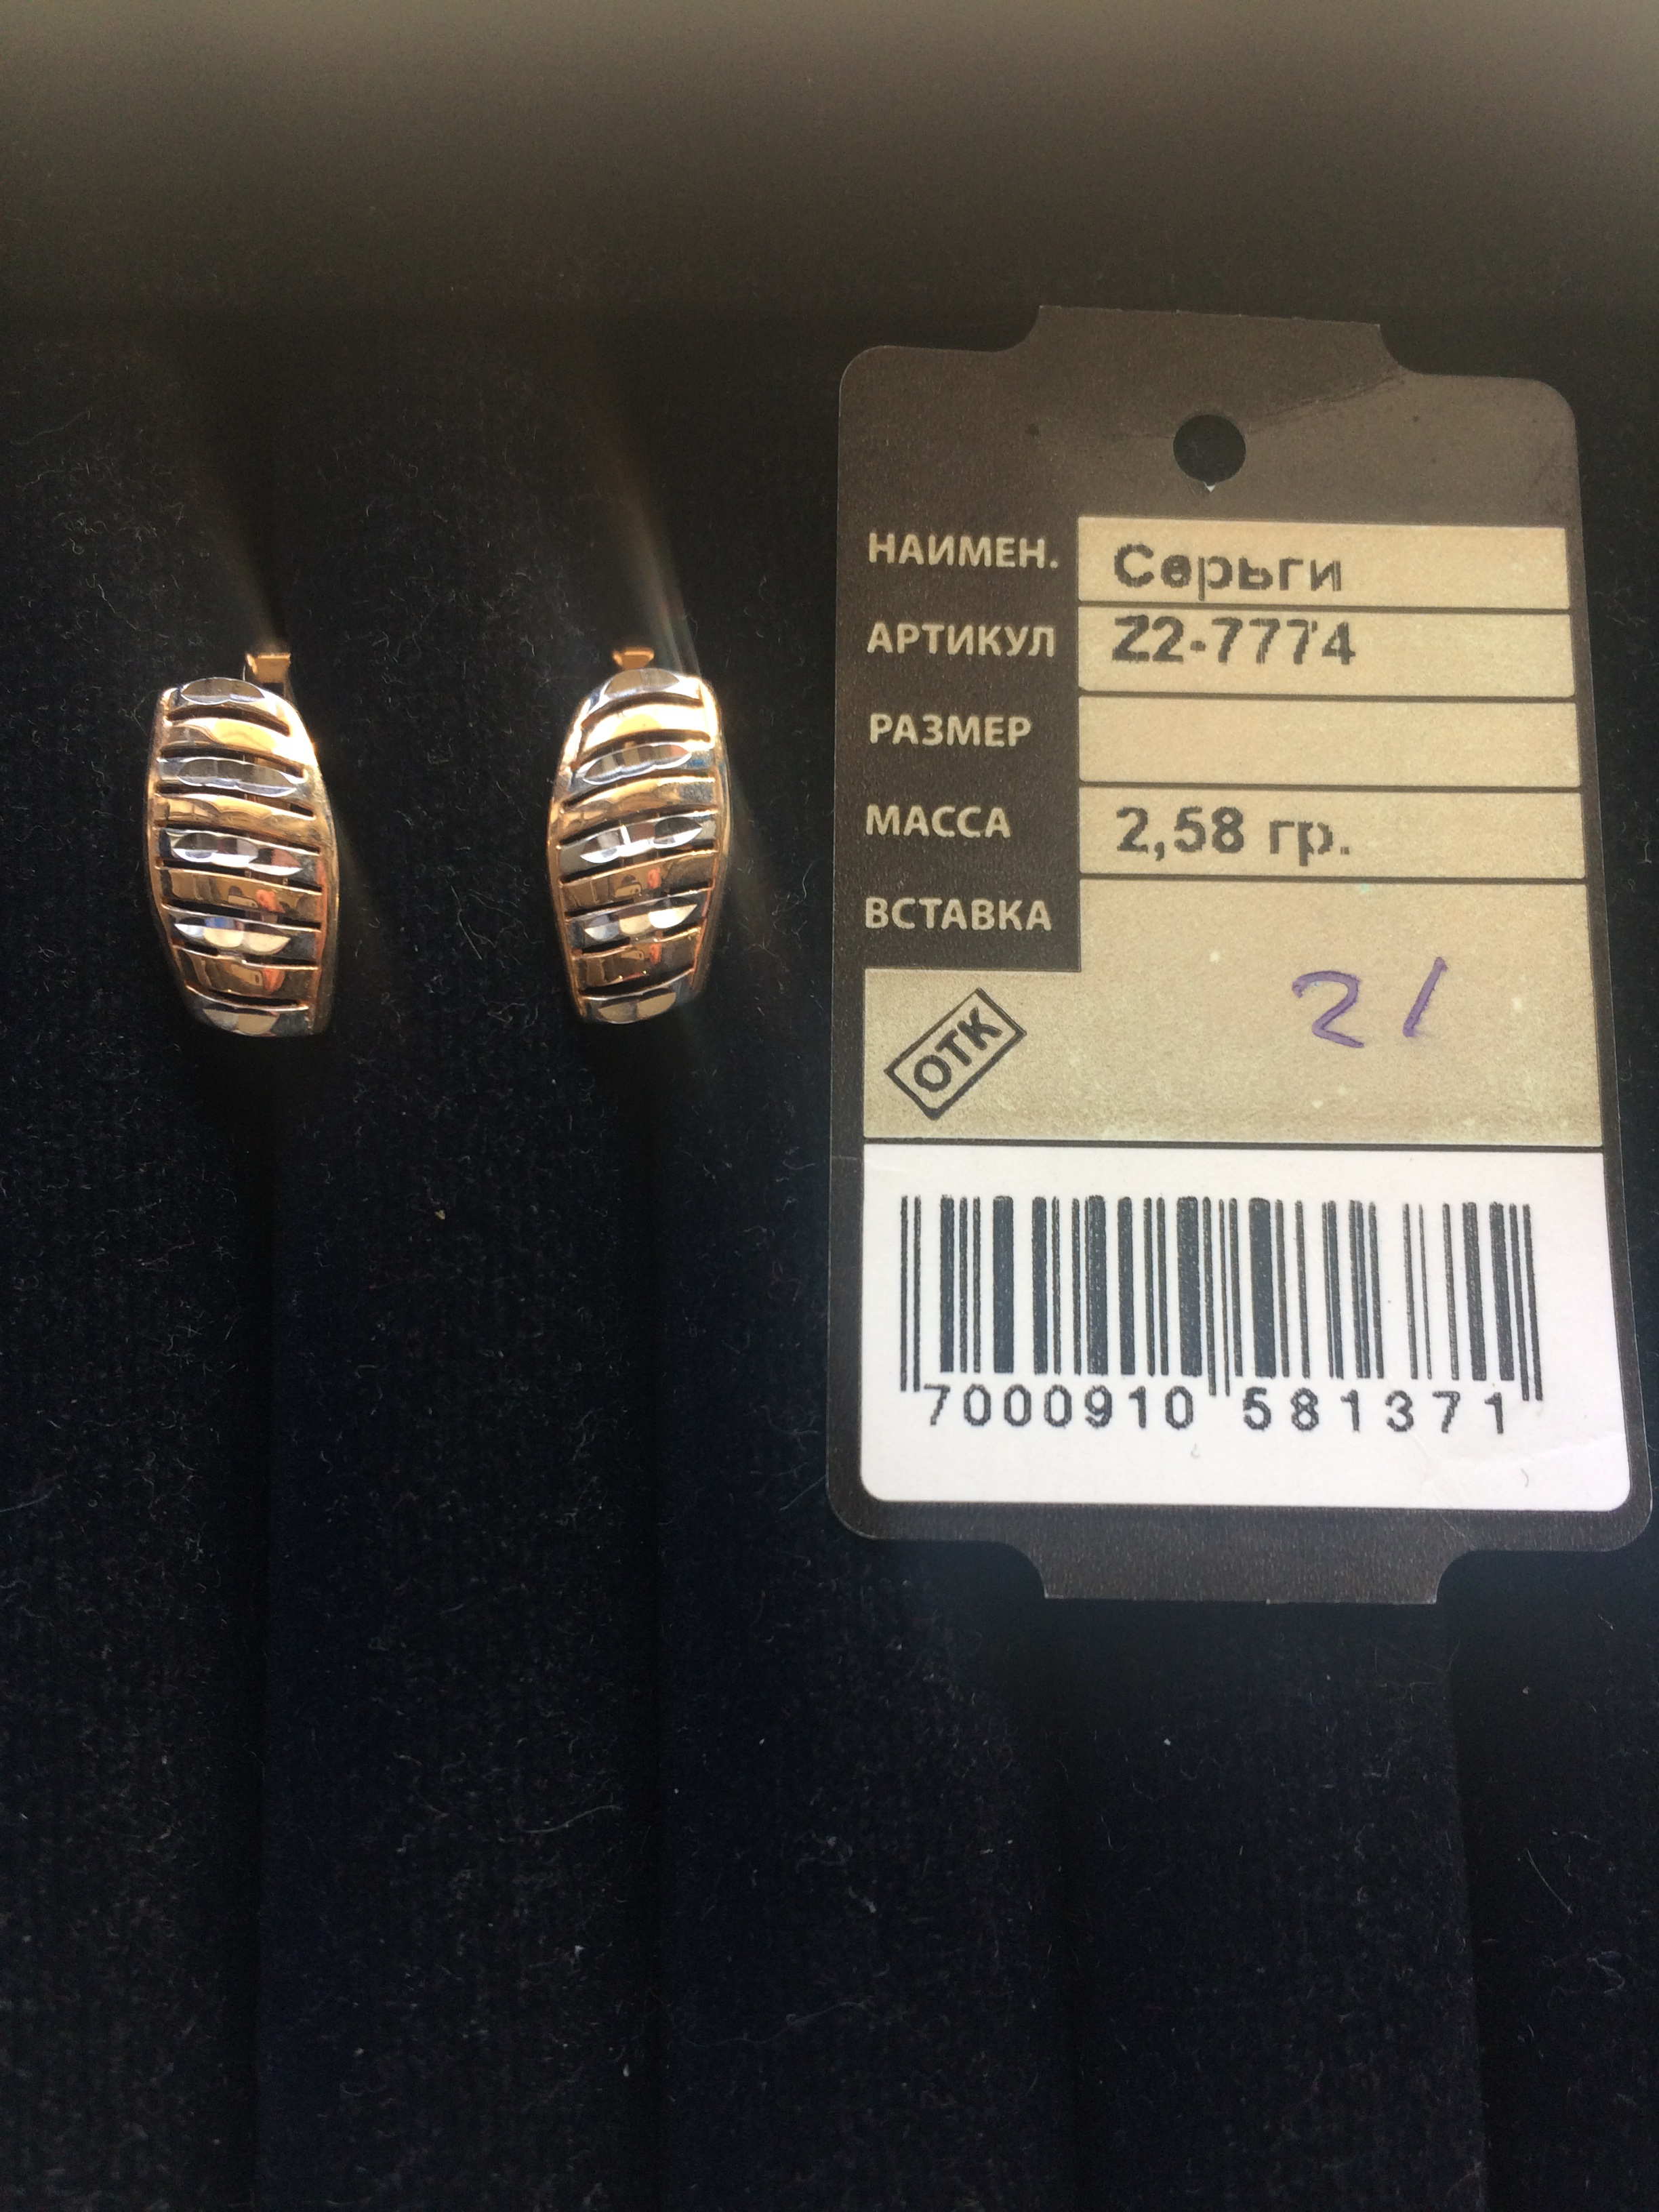 НАИМЕН. Серьги
АРТИКУЛ Z2-7774
РАЗМЕР
МАССА 2,58 гр.
ВСТАВКА
21
ОТК
7000910 581371